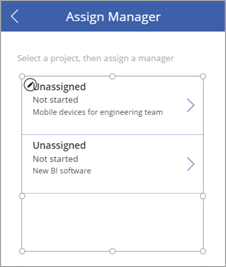 Assign Manager
Select a project, then assign a manager
Unassigned
Not started
Mobile devices for engineering team
Unassigned
Not started
New BI software